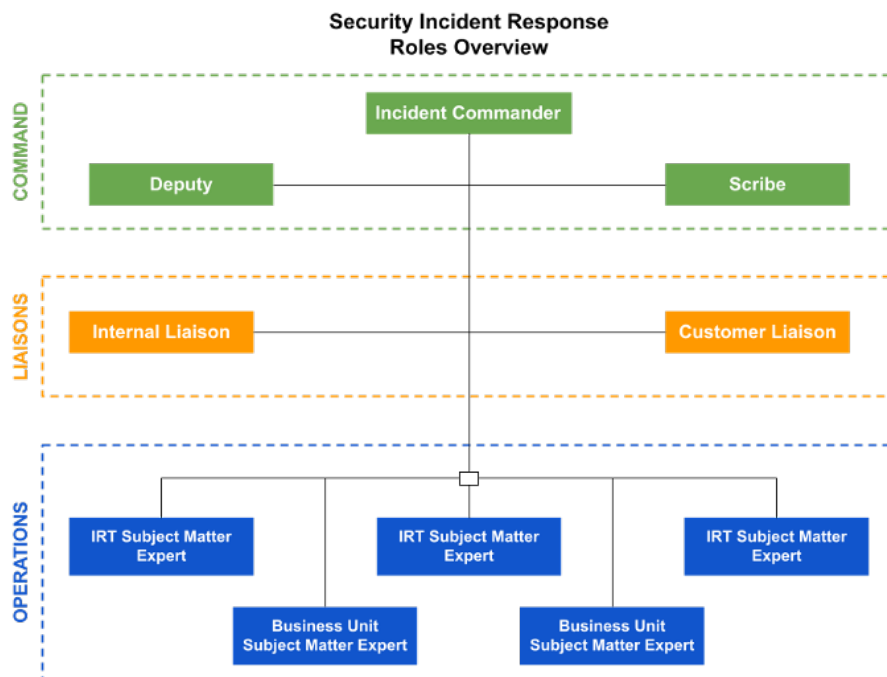 Security Incident Response
Roles Overview
COMMAND
Incident Commander
Deputy
Scribe
LIAISONS
Internal Liaison
Customer Liaison
OPERATIONS
IRT Subject Matter
Expert
IRT Subject Matter
Expert
IRT Subject Matter
Expert
Business Unit
Subject Matter Expert
Business Unit
Subject Matter Expert